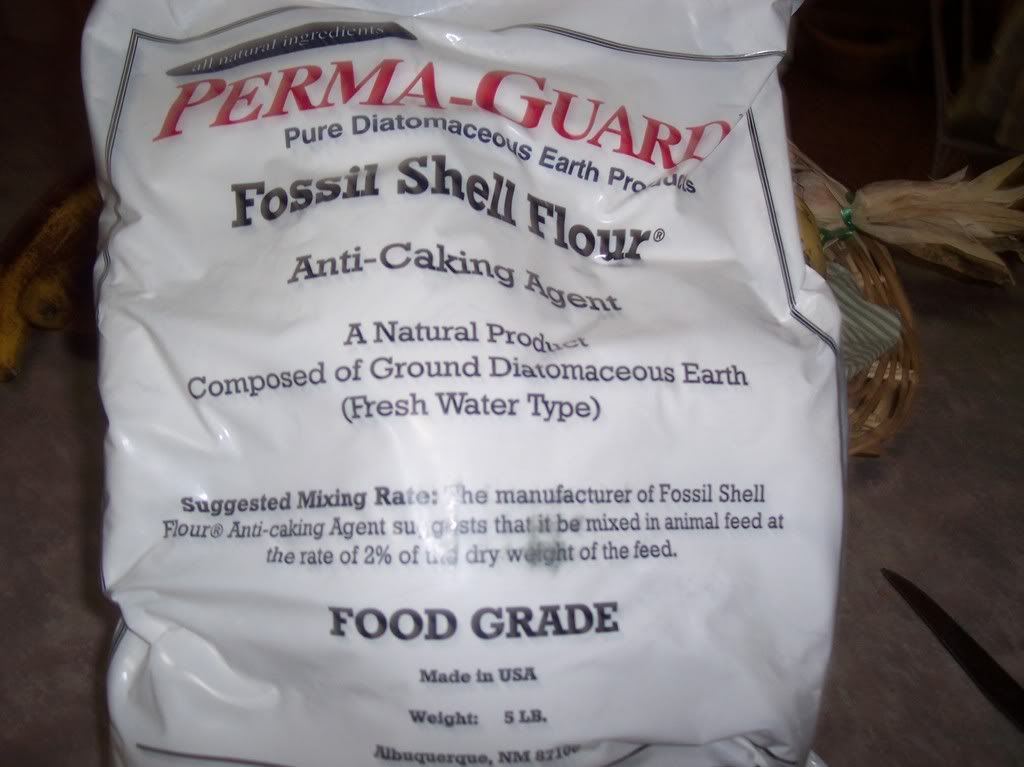 all natural ingredients
PERMA-GUARD
Pure Diatomaceous Earth Products
Fossil Shell Flour®
Anti-Caking Agent
A Natural Product
Composed of Ground Diatomaceous Earth
(Fresh Water Type)
Suggested Mixing Rate: The manufacturer of Fossil Shell
Flour® Anti-caking Agent suggests that it be mixed in animal feed at
the rate of 2% of the dry weight of the feed.
FOOD GRADE
Made in USA
Weight: 5 LB.
Albuquerque, NM